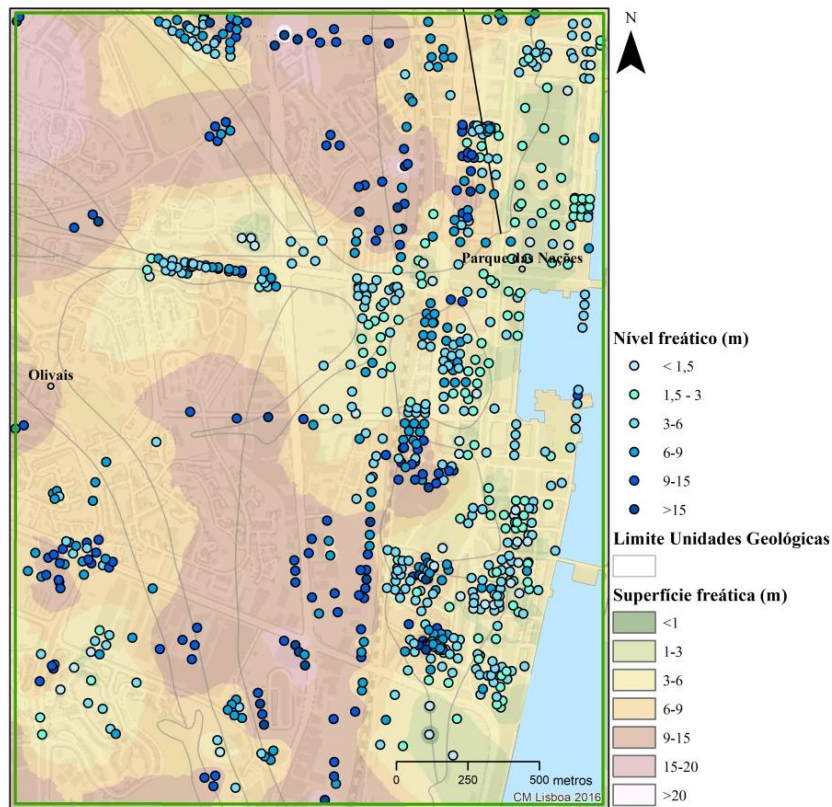 N
Parque das Nações
Olivais
0 250 500 metros
CM Lisboa 2016
Nível freático (m)
< 1,5
1,5 - 3
3-6
6-9
9-15
>15
Limite Unidades Geológicas
Superfície freática (m)
<1
1-3
3-6
6-9
9-15
15-20
>20